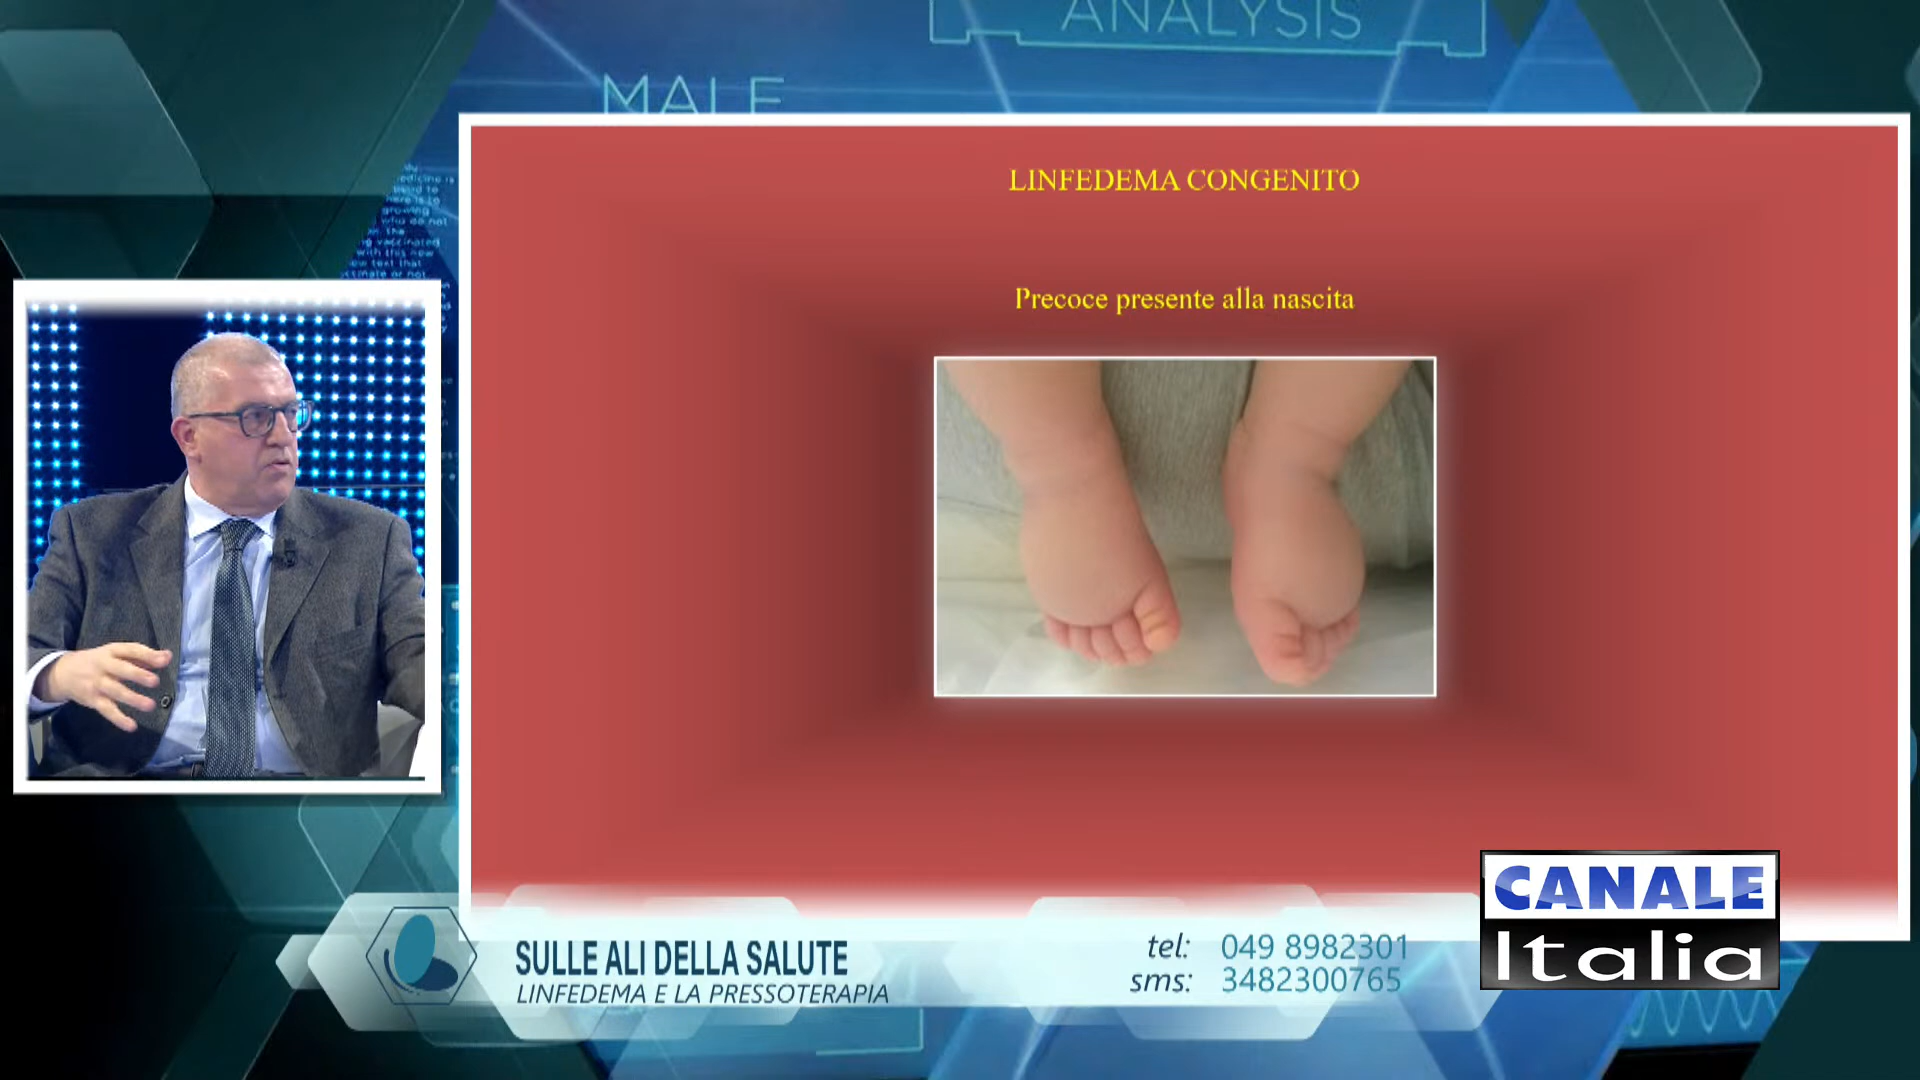 ANALYSIS
MALE
LINFEDEMA CONGENITO
Precoce presente alla nascita
SULLE ALI DELLA SALUTE
LINFEDEMA E LA PRESSOTERAPIA
tel: 049 8982301
sms: 3482300765
CANALE
Italia